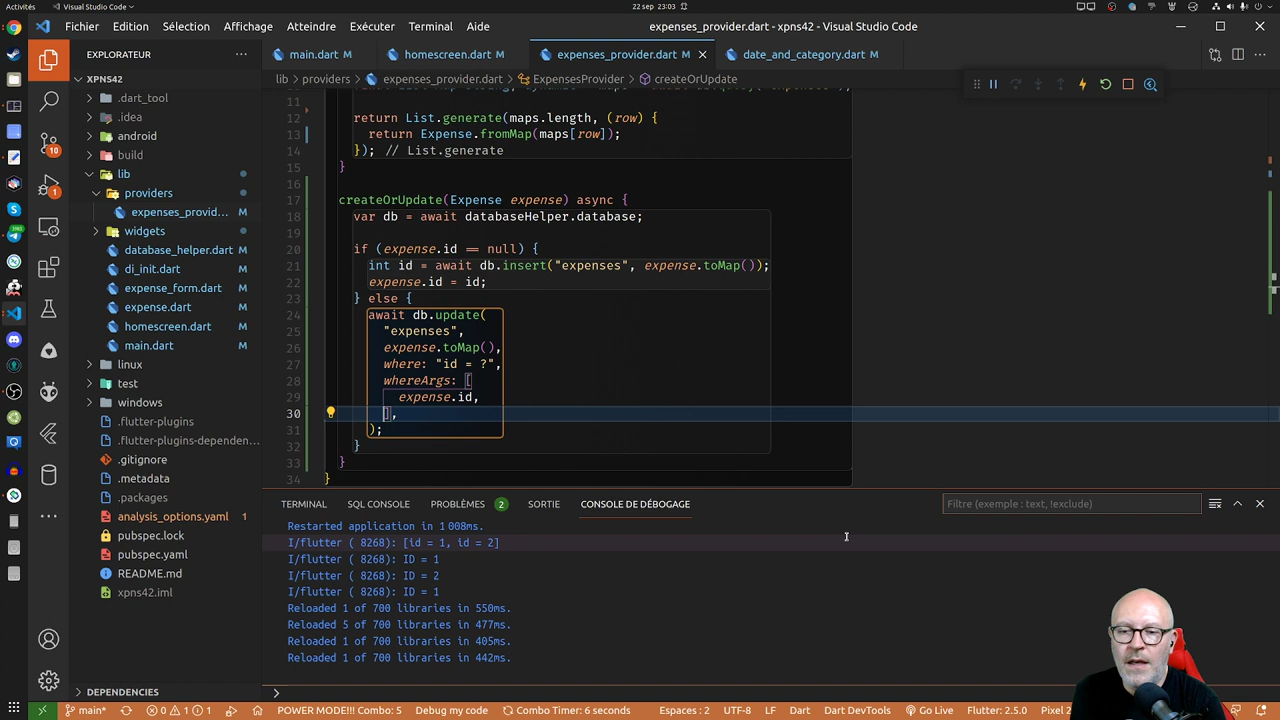 Activités
Visual Studio Code
22 sep 23:03
Fichier Edition Sélection Affichage Atteindre Exécuter Terminal Aide
expenses_provider.dart - xpns42 - Visual Studio Code
EXPLORATEUR
main.dart M
homescreen.dart M
expenses_provider.dart M
date_and_category.dart M
lib > providers > expenses_provider.dart > ExpensesProvider > createOrUpdate
XPNS42
.dart_tool
.idea
android
build
lib
providers
expenses_provid... M
widgets
database_helper.dart M
di_init.dart M
expense_form.dart M
expense.dart M
homescreen.dart M
main.dart M
linux
test
windows
.flutter-plugins
.flutter-plugins-dependen...
.gitignore
.metadata
.packages
analysis_options.yaml 1
pubspec.lock
pubspec.yaml
README.md
xpns42.iml
DEPENDENCIES
10
1
11
12 return List.generate(maps.length, (row) {
13 return Expense.fromMap(maps[row]);
14 }); // List.generate
15 }
16
17 createOrUpdate(Expense expense) async {
18 var db = await databaseHelper.database;
19
20 if (expense.id == null) {
21 int id = await db.insert("expenses", expense.toMap());
22 expense.id = id;
23 } else {
24 await db.update(
25 "expenses",
26 expense.toMap(),
27 where: "id = ?",
28 whereArgs: [
29 expense.id,
30 ],
31 );
32 }
33 }
34 }
TERMINAL SQL CONSOLE PROBLÈMES 2 SORTIE CONSOLE DE DÉBOGAGE
Filtre (exemple : text, !exclude)
Restarted application in 1 008ms.
I/flutter ( 8268): [id = 1, id = 2]
I/flutter ( 8268): ID = 1
I/flutter ( 8268): ID = 2
I/flutter ( 8268): ID = 1
Reloaded 1 of 700 libraries in 550ms.
Reloaded 5 of 700 libraries in 477ms.
Reloaded 1 of 700 libraries in 405ms.
Reloaded 1 of 700 libraries in 442ms.
main* 0 1 1 POWER MODE!!! Combo: 5 Debug my code Combo Timer: 6 seconds Espaces : 2 UTF-8 LF Dart Dart DevTools Go Live Flutter: 2.5.0 Pixel 2